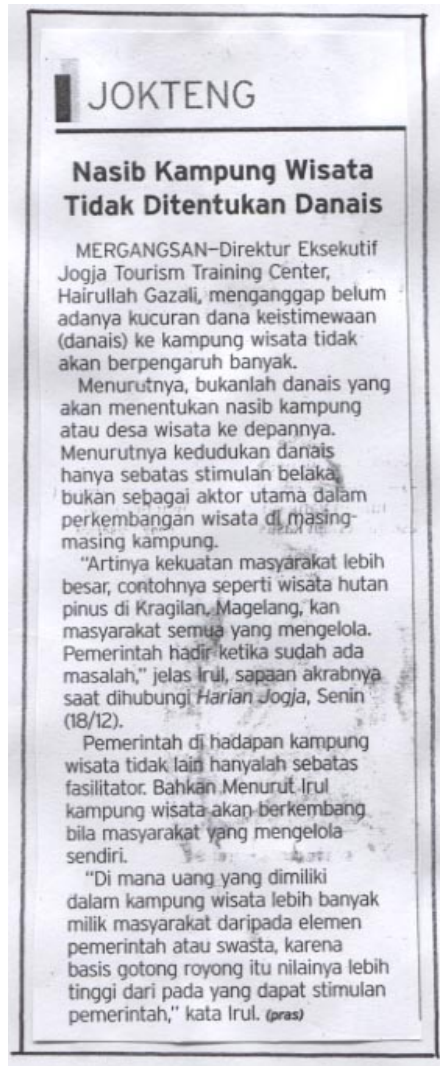 JOKTENG
Nasib Kampung Wisata
Tidak Ditentukan Danais
MERGANGSAN—Direktur Eksekutif
Jogja Tourism Training Center,
Hairullah Gazali, menganggap belum
adanya kucuran dana keistimewaan
(danais) ke kampung wisata tidak
akan berpengaruh banyak.
Menurutnya, bukanlah danais yang
akan menentukan nasib kampung
atau desa wisata ke depannya.
Menurutnya kedudukan danais
hanya sebatas stimulan belaka,
bukan sebagai aktor utama dalam
perkembangan wisata di masing-
masing kampung.
“Artinya kekuatan masyarakat lebih
besar, contohnya seperti wisata hutan
pinus di Kragilan, Magelang, kan
masyarakat semua yang mengelola.
Pemerintah hadir ketika sudah ada
masalah,” jelas Irul, sapaan akrabnya
saat dihubungi Harian Jogja, Senin
(18/12).
Pemerintah di hadapan kampung
wisata tidak lain hanyalah sebatas
fasilitator. Bahkan Menurut Irul
kampung wisata akan berkembang
bila masyarakat yang mengelola
sendiri.
“Di mana uang yang dimiliki
dalam kampung wisata lebih banyak
milik masyarakat daripada elemen
pemerintah atau swasta, karena
basis gotong royong itu nilainya lebih
tinggi dari pada yang dapat stimulan
pemerintah,” kata Irul. (pras)